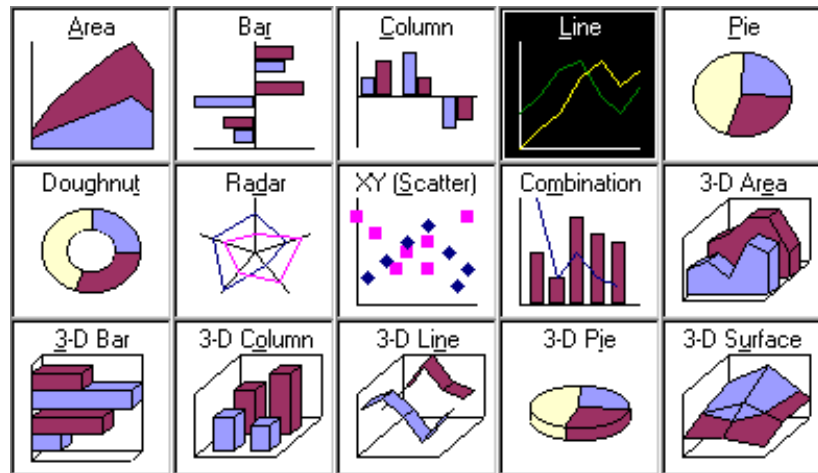 Area
Bar
Column
Line
Pie
Doughnut
Radar
XY (Scatter)
Combination
3-D Area
3-D Bar
3-D Column
3-D Line
3-D Pie
3-D Surface